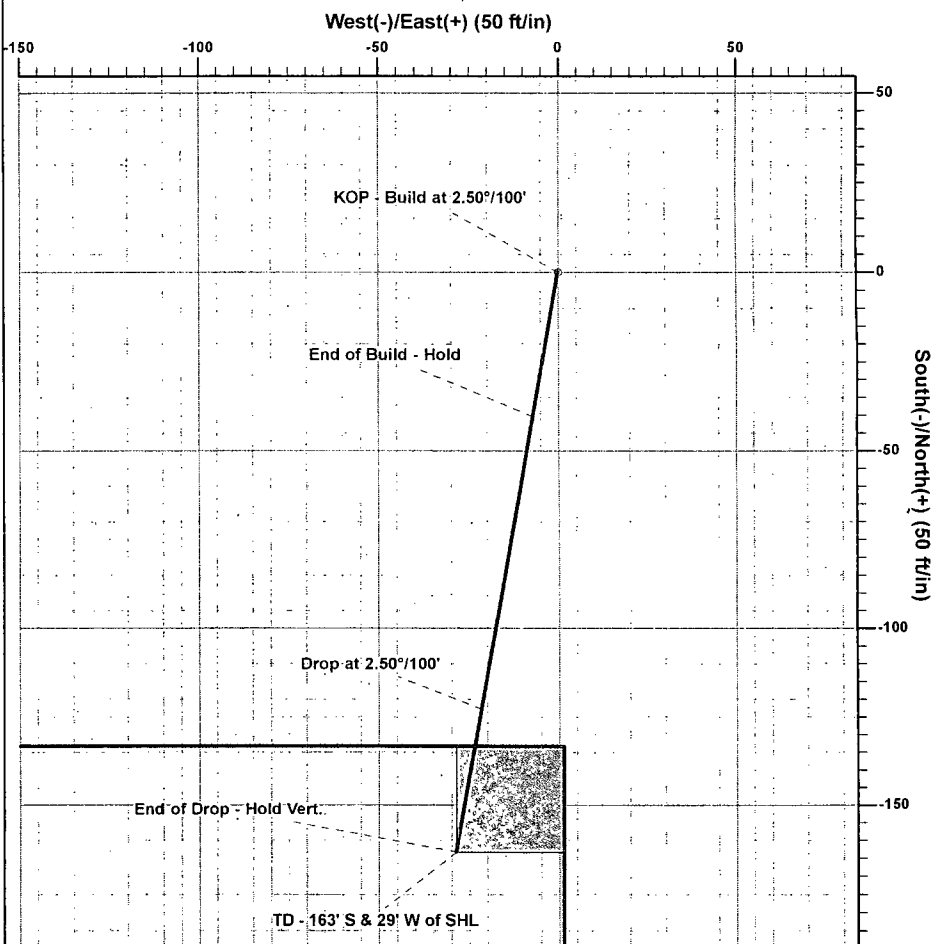 West(-)/East(+) (50 ft/in)
-150 -100 -50 0 50
50
KOP - Build at 2.50°/100'
0
End of Build - Hold
South(-)/North(+) (50 ft/in)
-50
-100
Drop at 2.50°/100'
-150
End of Drop - Hold Vert.
TD - 163' S & 29' W of SHL